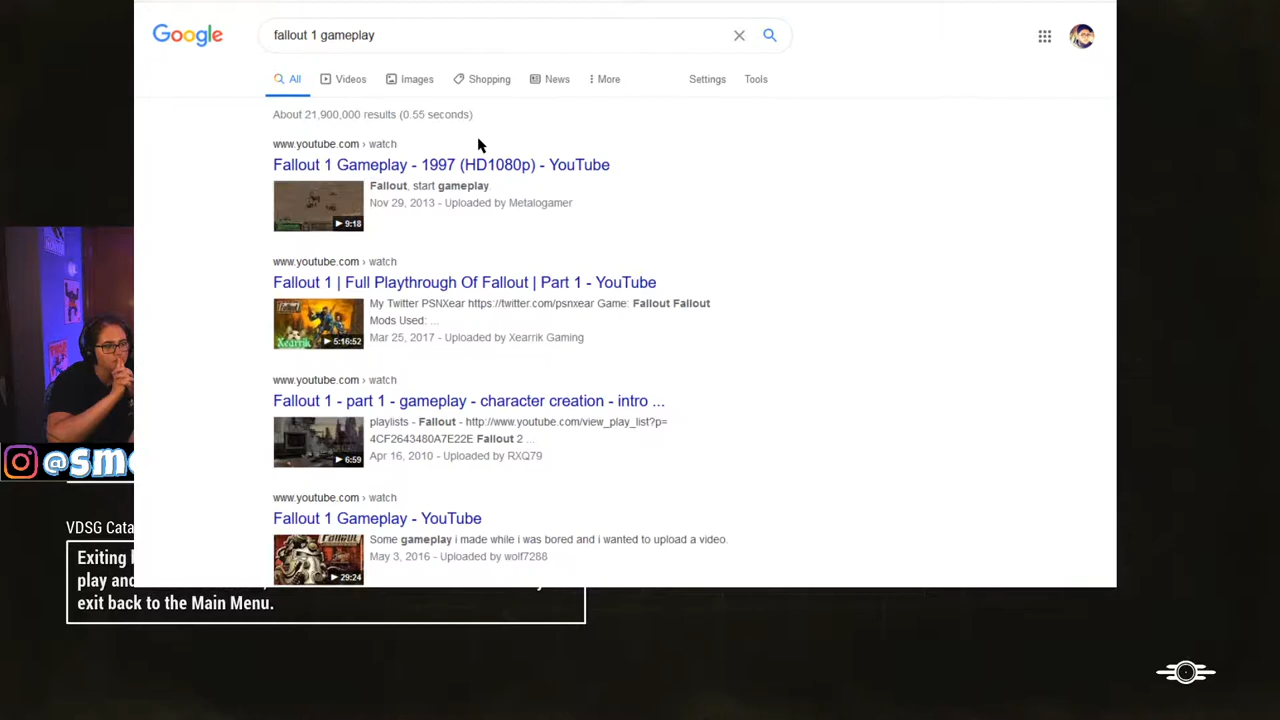 Google
fallout 1 gameplay
All
Videos
Images
Shopping
News
More
Settings
Tools
About 21,900,000 results (0.55 seconds)
www.youtube.com › watch
Fallout 1 Gameplay - 1997 (HD1080p) - YouTube
9:18
Fallout, start gameplay.
Nov 29, 2013 - Uploaded by Metalogamer
www.youtube.com › watch
Fallout 1 | Full Playthrough Of Fallout | Part 1 - YouTube
Xearrik
5:16:52
My Twitter PSNXear https://twitter.com/psnxear Game: Fallout Fallout
Mods Used: ...
Mar 25, 2017 - Uploaded by Xearrik Gaming
www.youtube.com › watch
Fallout 1 - part 1 - gameplay - character creation - intro ...
6:59
playlists - Fallout - http://www.youtube.com/view_play_list?p=
4CF2643480A7E22E Fallout 2 ...
Apr 16, 2010 - Uploaded by RXQ79
www.youtube.com › watch
Fallout 1 Gameplay - YouTube
Fallout
29:24
Some gameplay i made while i was bored and i wanted to upload a video.
May 3, 2016 - Uploaded by wolf7288
@sm
VDSG Cata
Exiting
play and
exit back to the Main Menu.